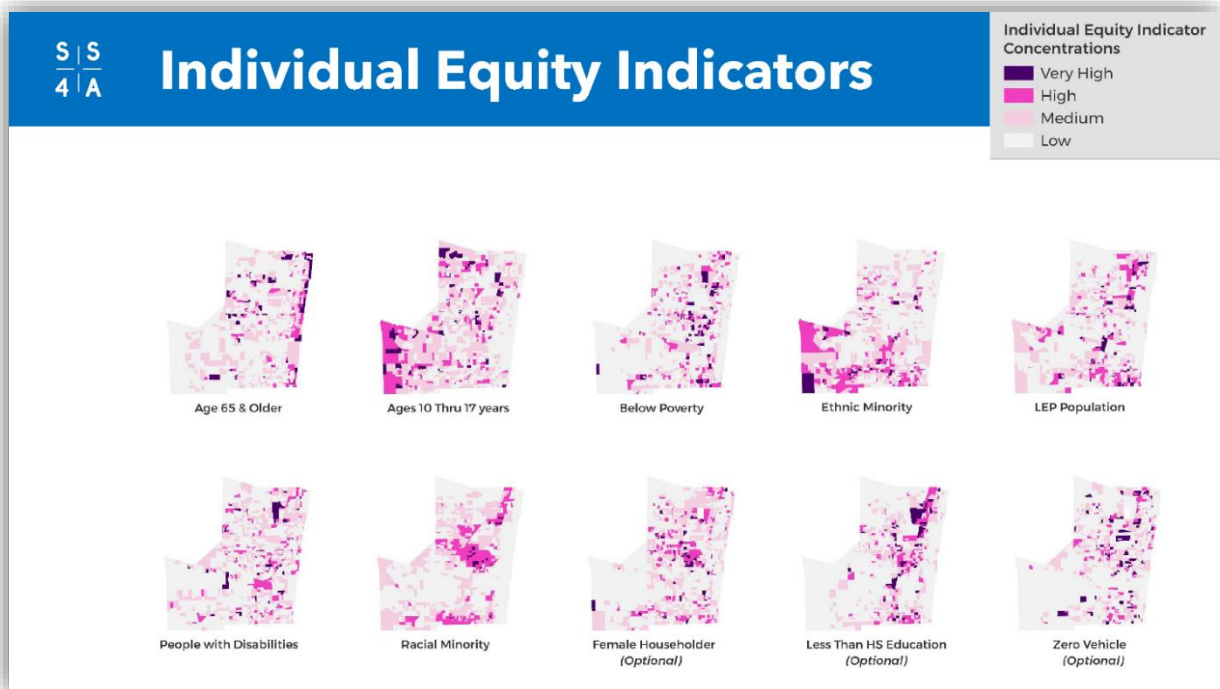 S S
4 A
Individual Equity Indicators
Individual Equity Indicator
Concentrations
Very High
High
Medium
Low
Age 65 & Older
Ages 10 Thru 17 years
Below Poverty
Ethnic Minority
LEP Population
People with Disabilities
Racial Minority
Female Householder
(Optional)
Less Than HS Education
(Optional)
Zero Vehicle
(Optional)